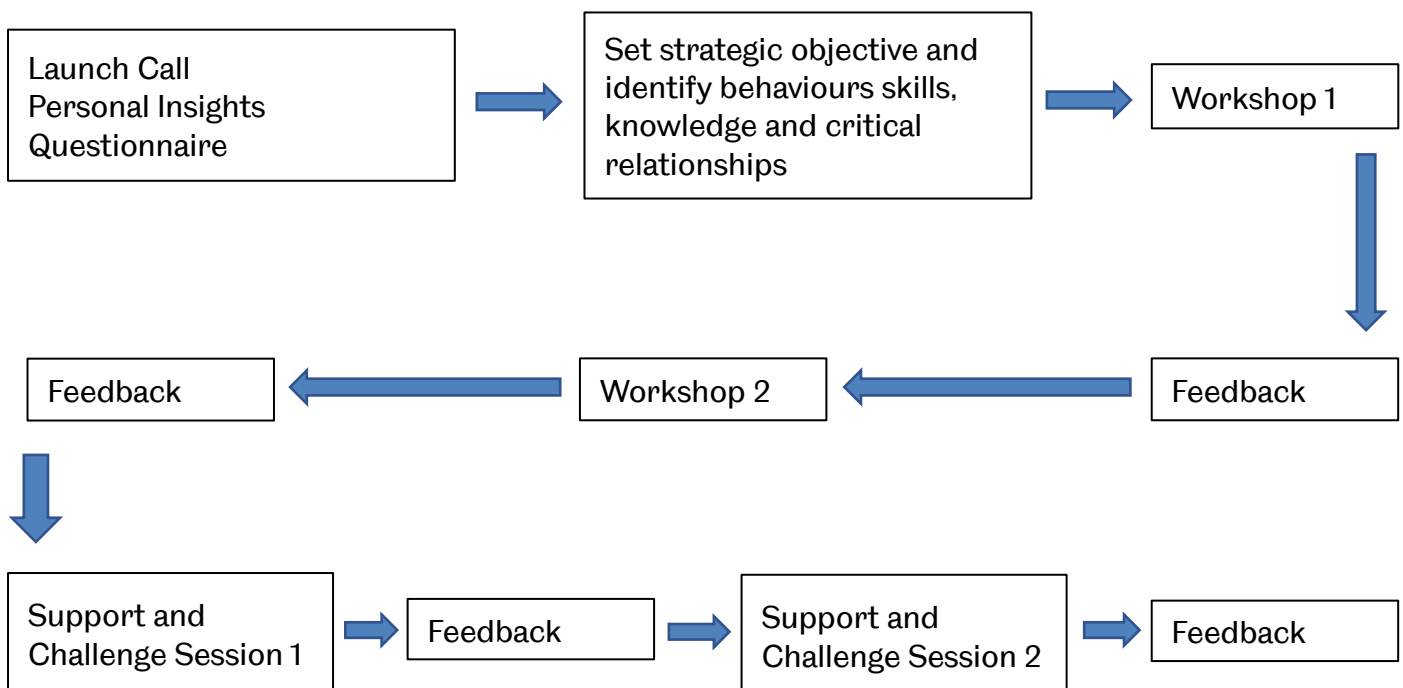 Launch Call
Personal Insights
Questionnaire
Set strategic objective and
identify behaviours skills,
knowledge and critical
relationships
Workshop 1
Feedback
Workshop 2
Feedback
Support and
Challenge Session 1
Feedback
Support and
Challenge Session 2
Feedback